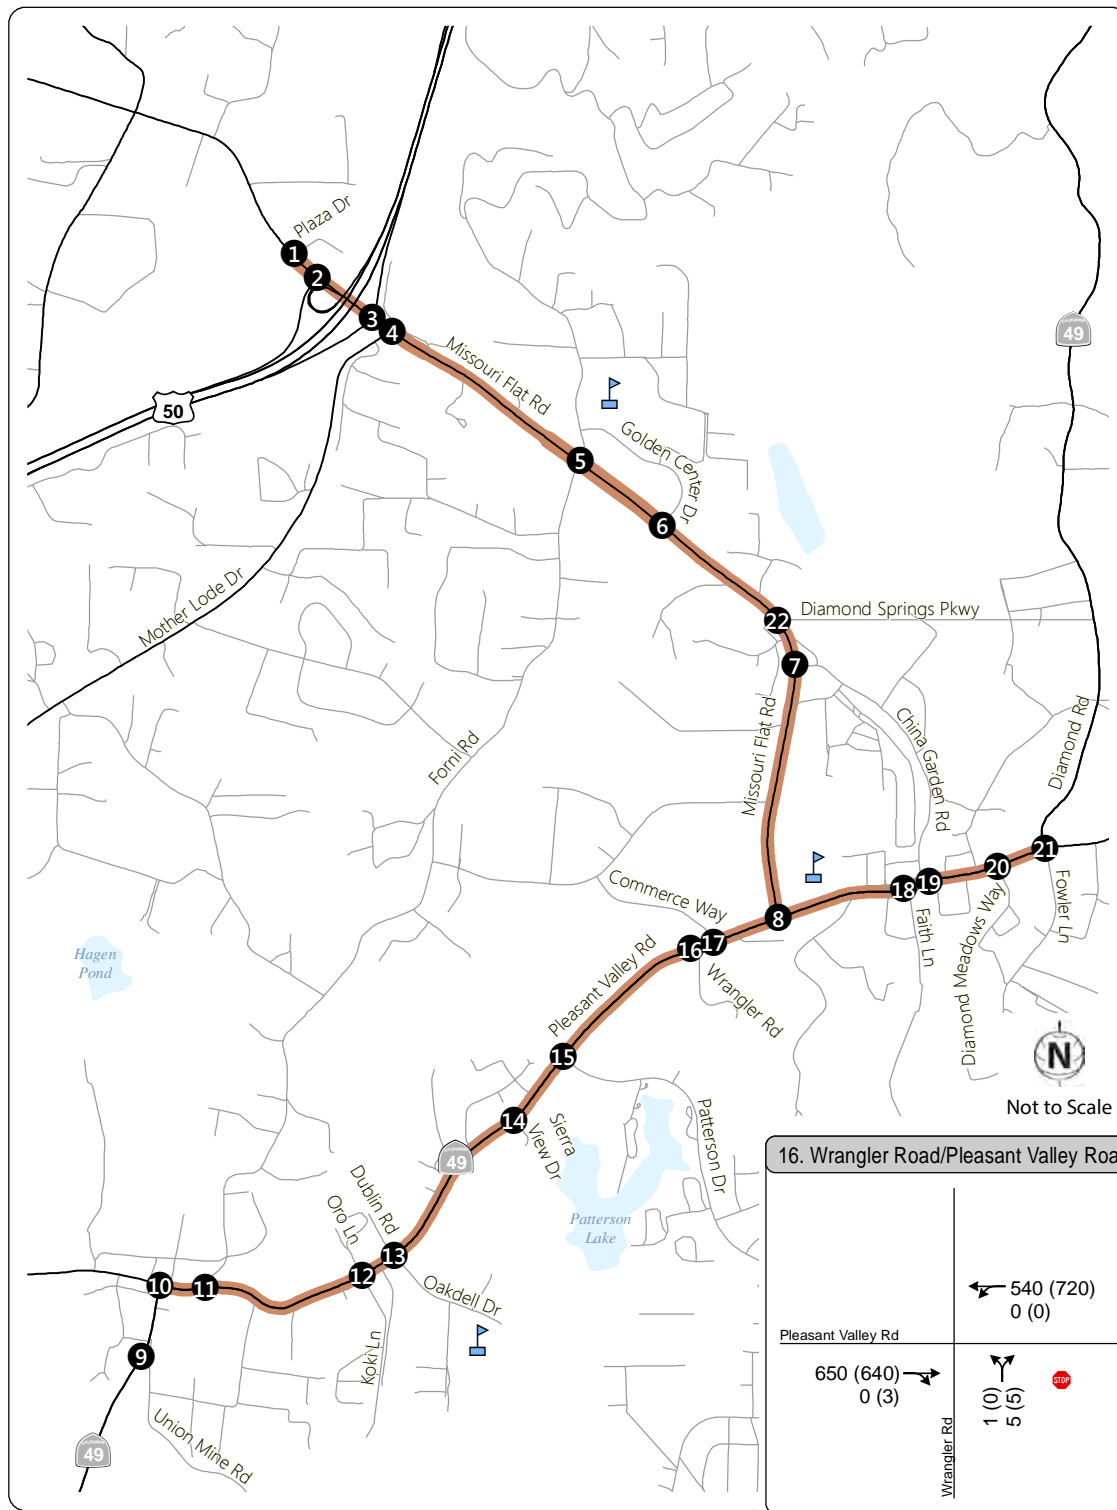 Plaza Dr
1
2
3
4
Missouri Flat Rd
CALIFORNIA
49
50
Golden Center Dr
5
6
Mother Lode Dr
22
Diamond Springs Pkwy
7
Forni Rd
Missouri Flat Rd
China Garden Rd
Diamond Rd
21
20
19
18
Commerce Way
8
17
16
Faith Ln
Diamond Meadows Way
Fowler Ln
Hagen
Pond
Pleasant Valley Rd
Wrangler Rd
15
N
Not to Scale
14
Sierra
View Dr
Patterson Dr
CALIFORNIA
49
Patterson
Lake
Dublin Rd
Oro Ln
13
12
Oakdell Dr
10
11
Koki Ln
9
Union Mine Rd
CALIFORNIA
49
16. Wrangler Road/Pleasant Valley Roa
540 (720)
0 (0)
Pleasant Valley Rd
650 (640)
0 (3)
1 (0)
5 (5)
STOP
Wrangler Rd